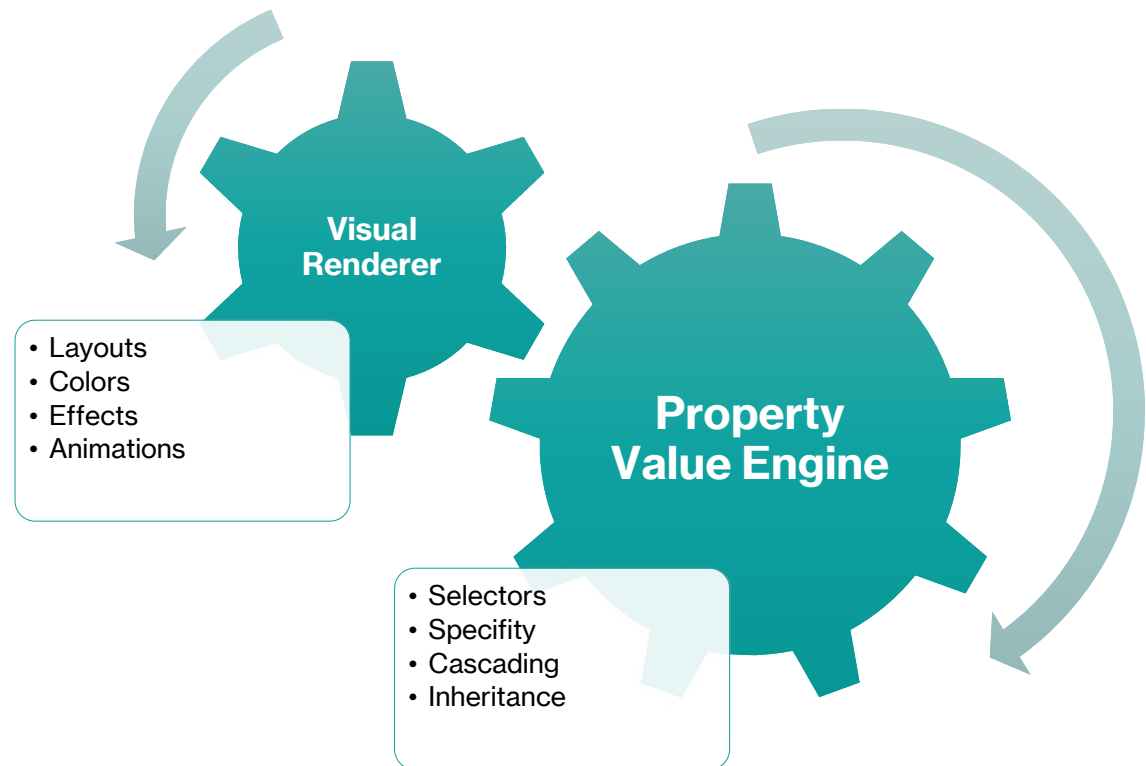 Visual
Renderer
• Layouts
• Colors
• Effects
• Animations
Property
Value Engine
• Selectors
• Specifity
• Cascading
• Inheritance